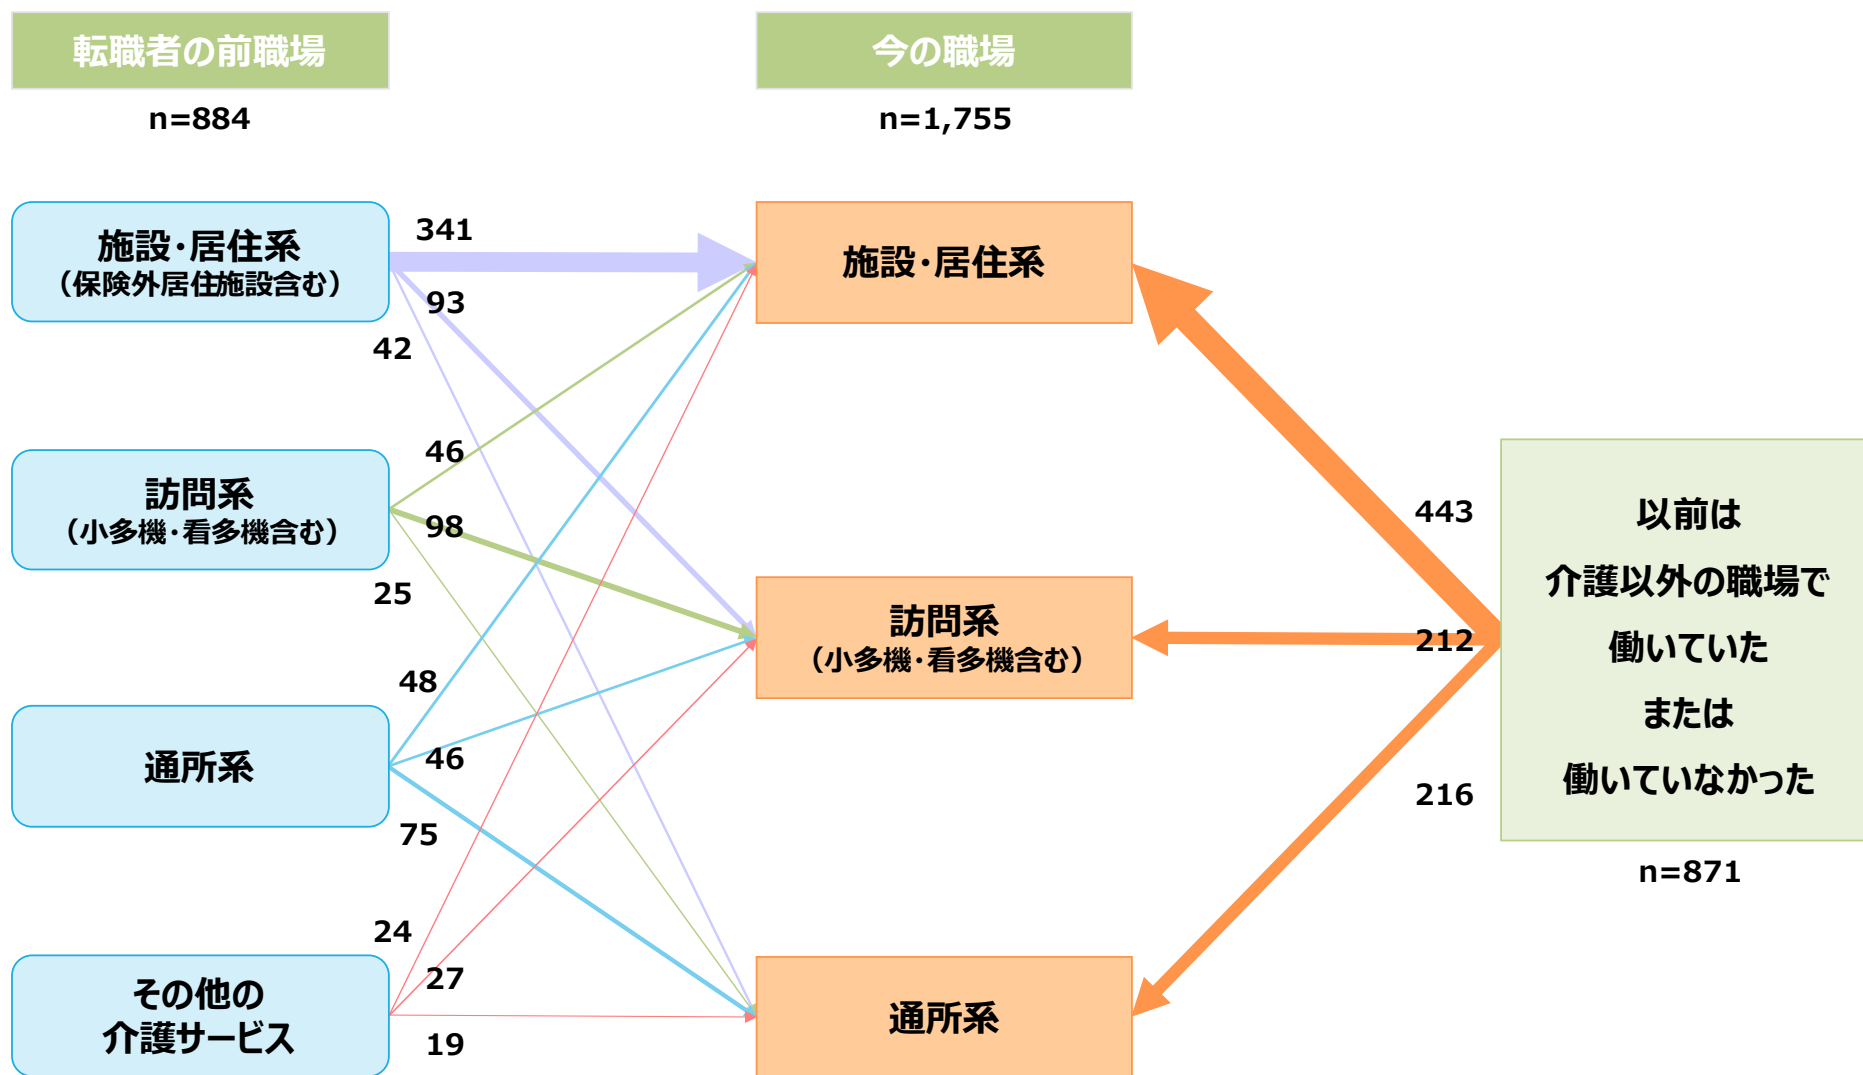 転職者の前職場
今の職場
n=884
n=1,755
施設・居住系
（保険外居住施設含む）
341
93
42
施設・居住系
訪問系
（小多機・看多機含む）
46
98
25
訪問系
（小多機・看多機含む）
443
212
216
以前は
介護以外の職場で
働いていた
または
働いていなかった
n=871
通所系
48
46
75
その他の
介護サービス
24
27
19
通所系